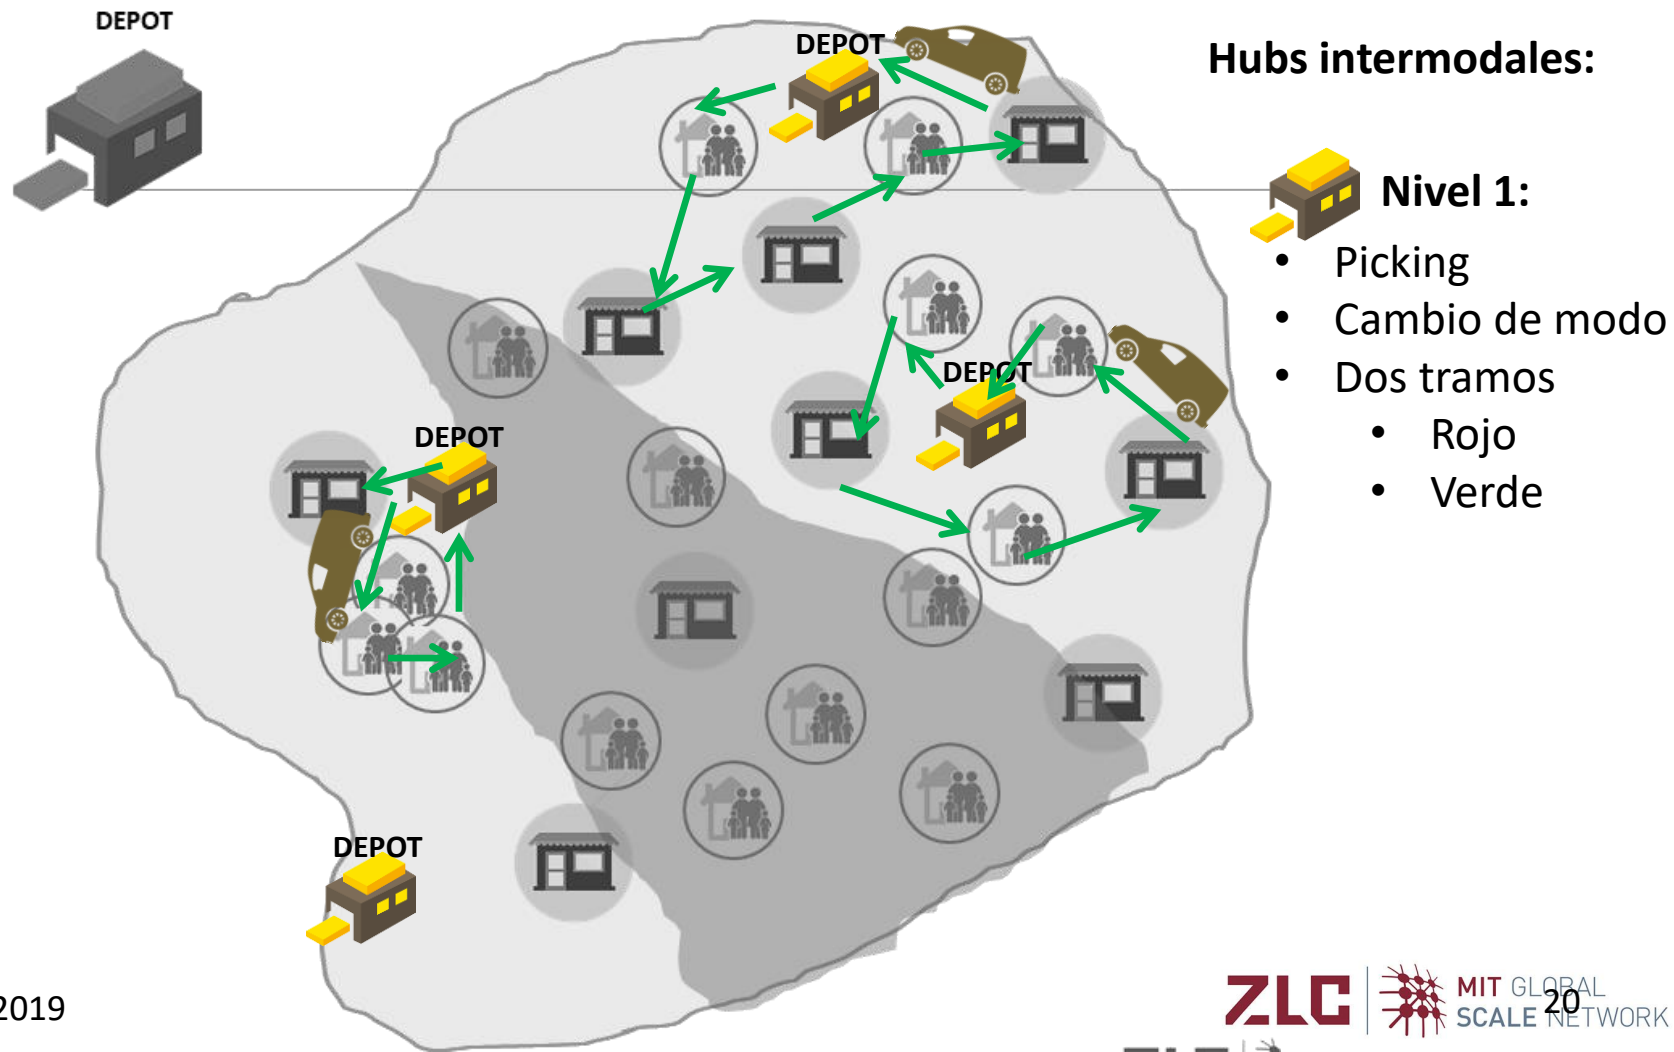 DEPOT
DEPOT
Hubs intermodales:
Nivel 1:
• Picking
• Cambio de modo
• Dos tramos
• Rojo
• Verde
DEPOT
DEPOT
DEPOT
2019
ZLC
MIT GLOBAL
SCALE NETWORK
20